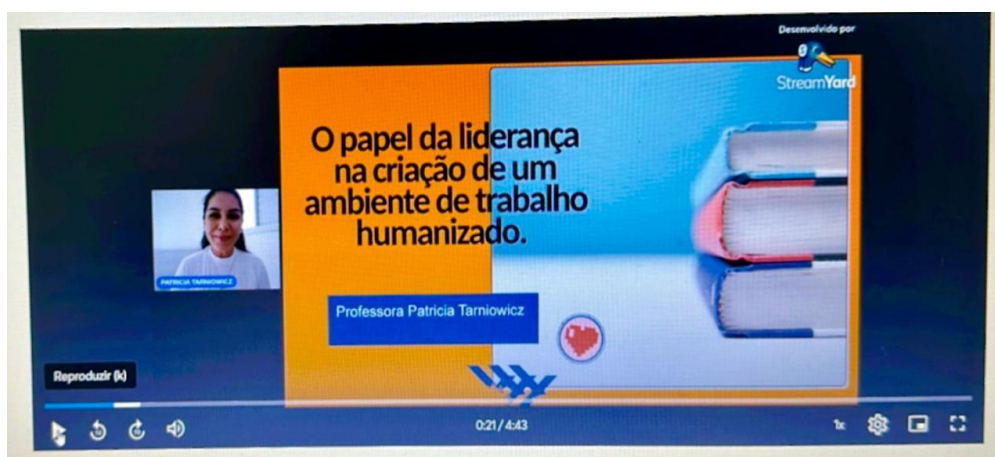 Desenvolvido por
StreamYard
O papel da liderança
na criação de um
ambiente de trabalho
humanizado.
PATRICIA TARNIOWICZ
Professora Patricia Tarniowicz
Reproduzir (k)
0:21 / 4:43
1x